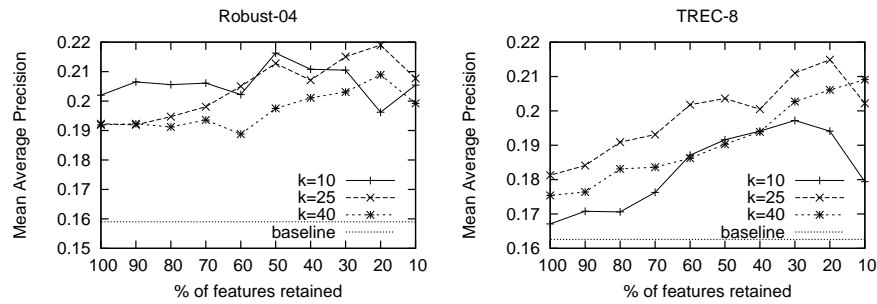 Robust-04
Mean Average Precision
0.22
0.21
0.2
0.19
0.18
0.17
0.16
0.15
k=10
k=25
k=40
baseline
100 90 80 70 60 50 40 30 20 10
% of features retained
TREC-8
Mean Average Precision
0.22
0.21
0.2
0.19
0.18
0.17
0.16
k=10
k=25
k=40
baseline
100 90 80 70 60 50 40 30 20 10
% of features retained